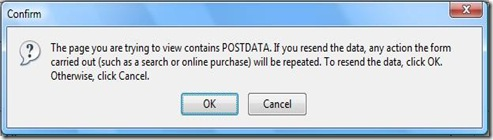 Confirm
The page you are trying to view contains POSTDATA. If you resend the data, any action the form
carried out (such as a search or online purchase) will be repeated. To resend the data, click OK.
Otherwise, click Cancel.
OK
Cancel